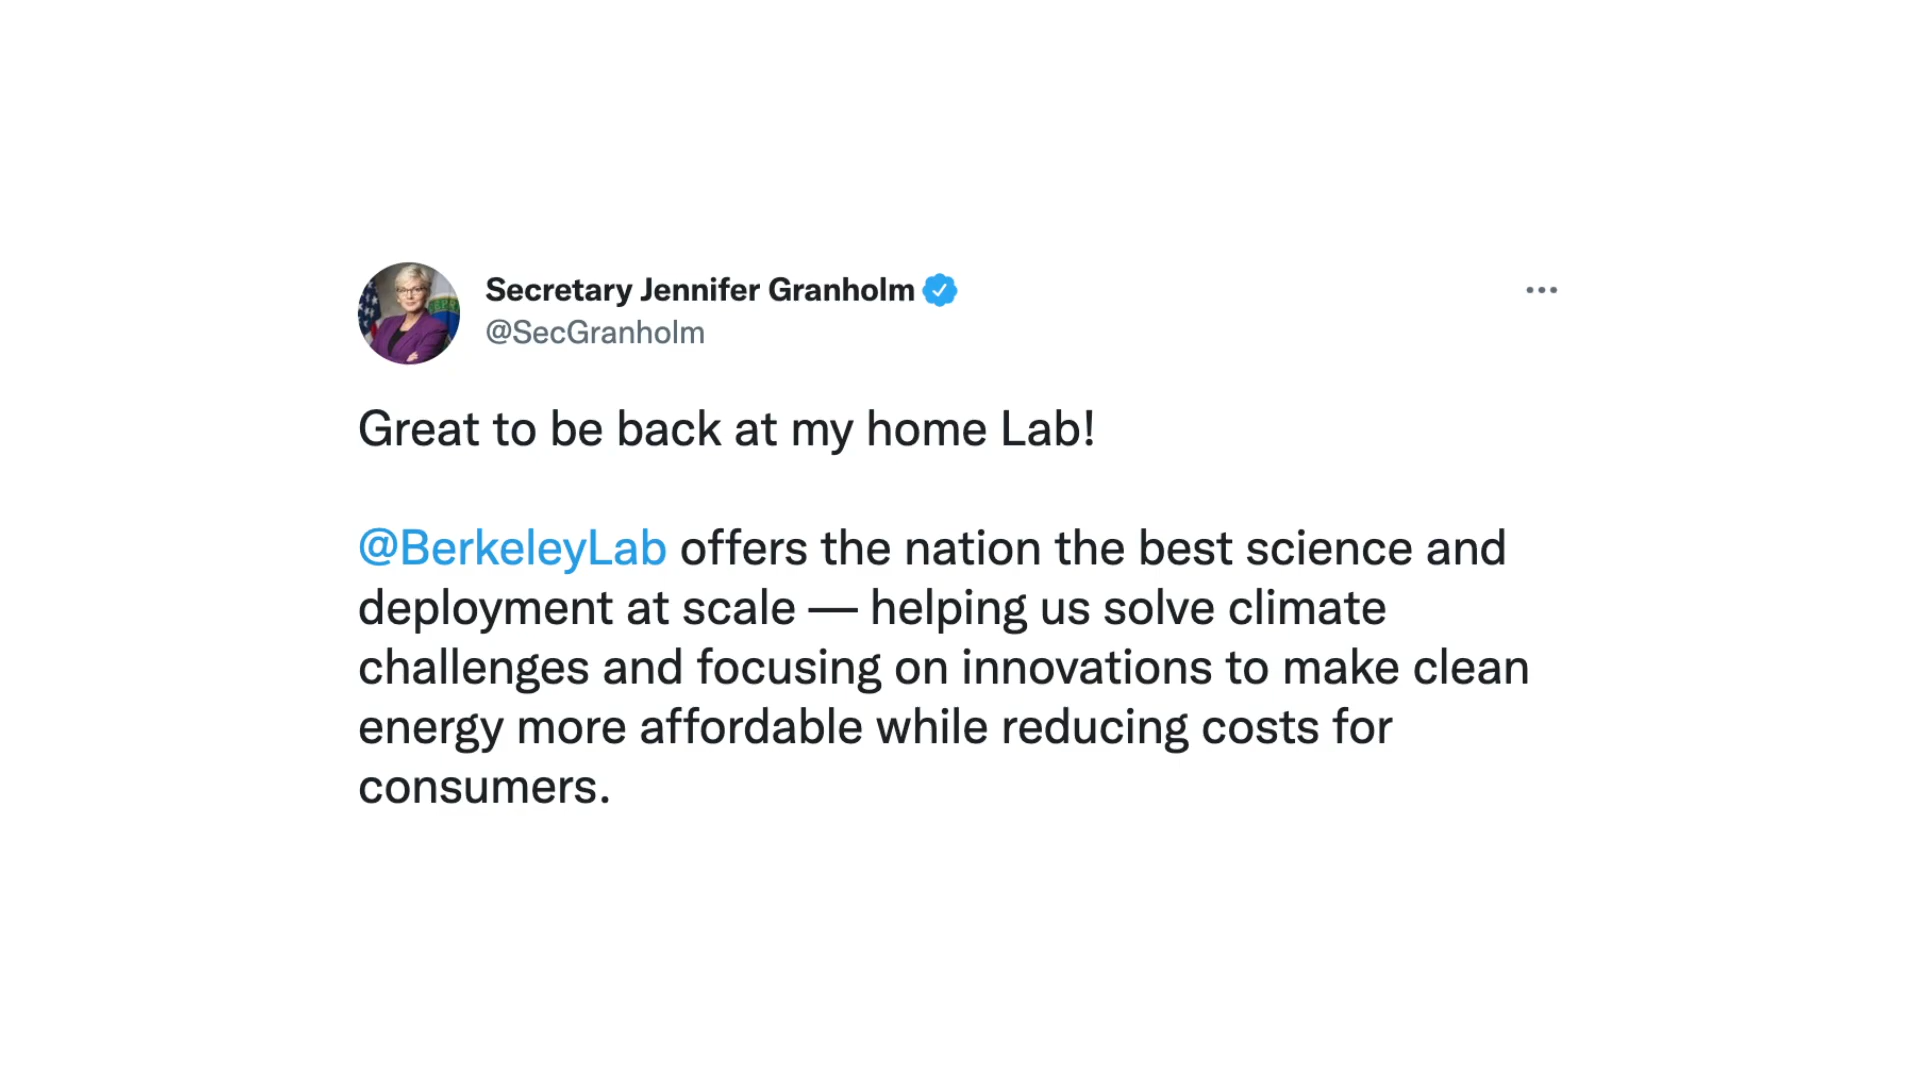 Secretary Jennifer Granholm
@SecGranholm
Great to be back at my home Lab!
@BerkeleyLab offers the nation the best science and
deployment at scale — helping us solve climate
challenges and focusing on innovations to make clean
energy more affordable while reducing costs for
consumers.